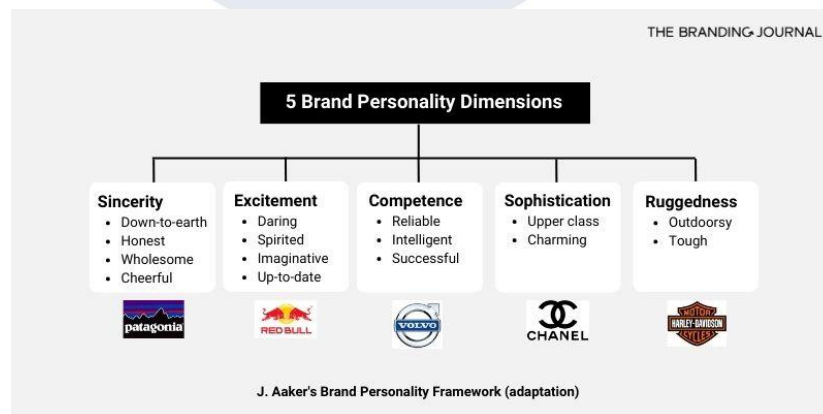 THE BRANDING JOURNAL
5 Brand Personality Dimensions
Sincerity
• Down-to-earth
• Honest
• Wholesome
• Cheerful
Excitement
• Daring
• Spirited
• Imaginative
• Up-to-date
Competence
• Reliable
• Intelligent
• Successful
Sophistication
• Upper class
• Charming
Ruggedness
• Outdoorsy
• Tough
patagonia
RED BULL
VOLVO
CHANEL
MOTOR
HARLEY-DAVIDSON
CYCLES
J. Aaker's Brand Personality Framework (adaptation)